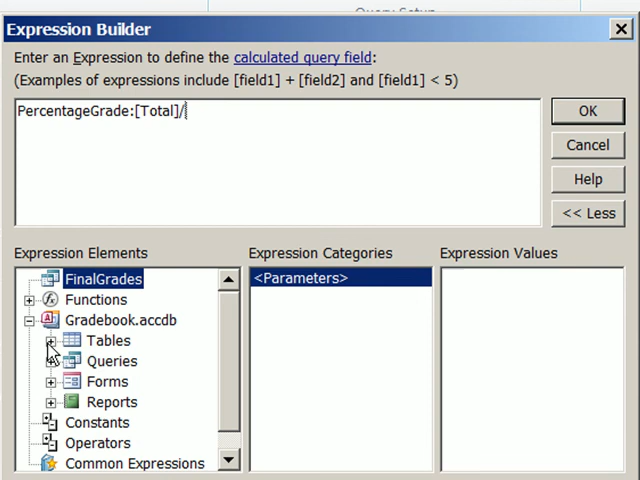 Query Setup
Expression Builder
Enter an Expression to define the calculated query field:
(Examples of expressions include [field1] + [field2] and [field1] < 5)
PercentageGrade:[Total]/
OK
Cancel
Help
<< Less
Expression Elements
Expression Categories
Expression Values
FinalGrades
Functions
Gradebook.accdb
Tables
Queries
Forms
Reports
Constants
Operators
Common Expressions
<Parameters>